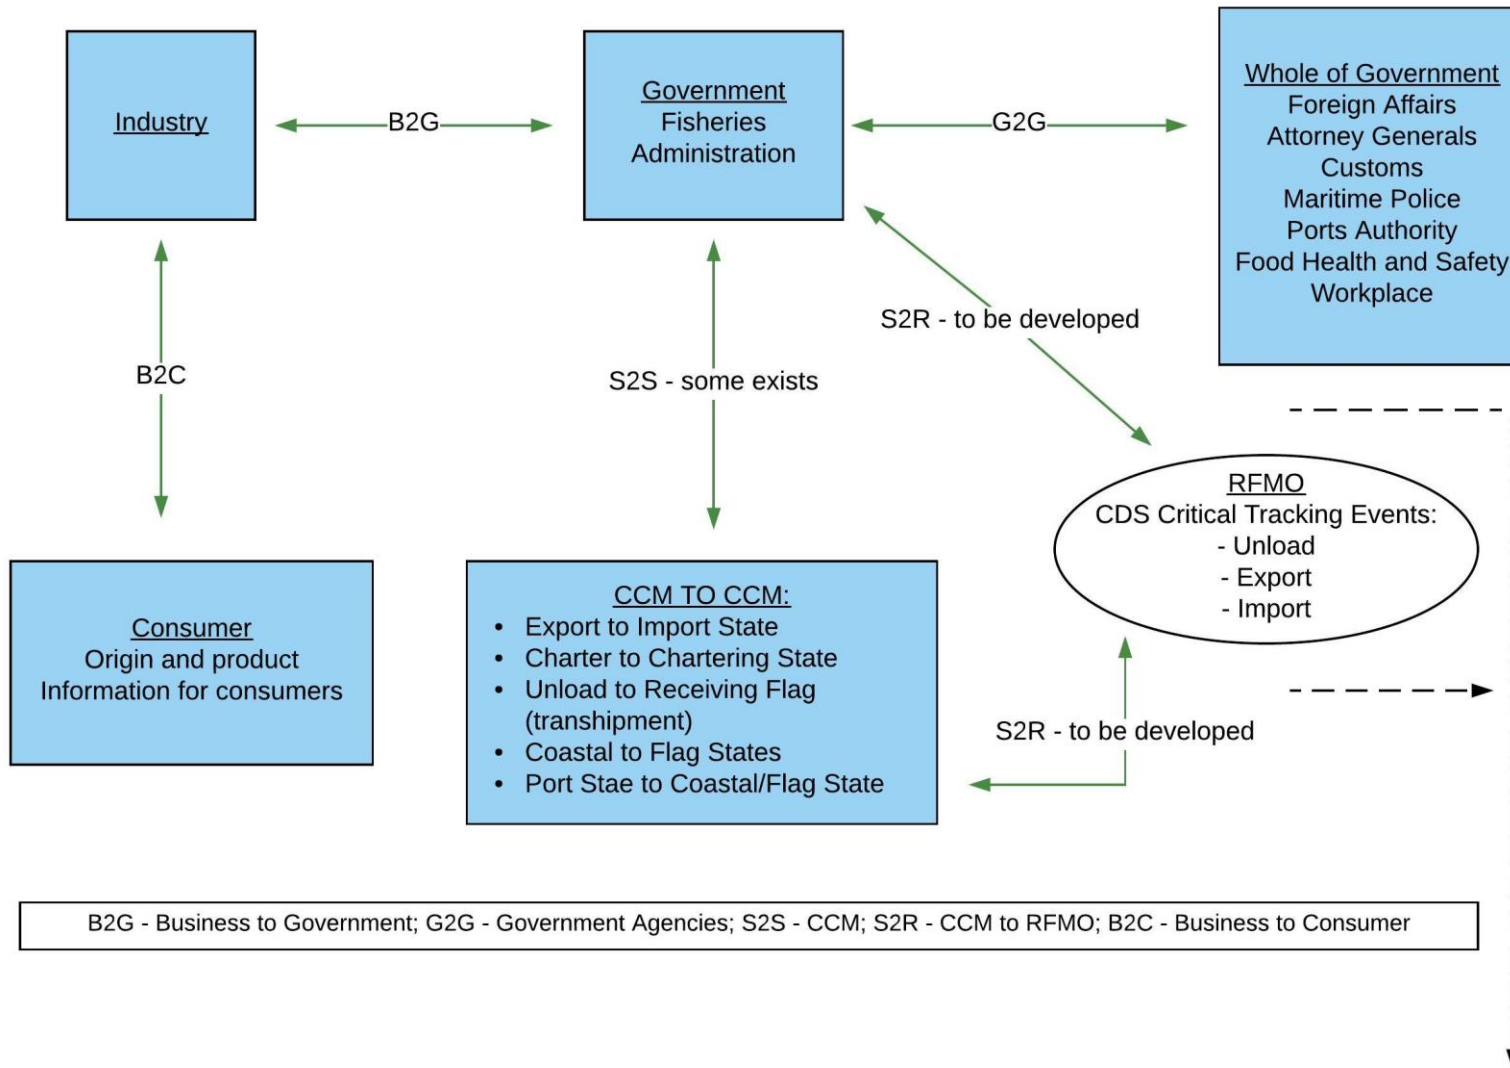 Industry
B2G
Government
Fisheries
Administration
G2G
Whole of Government
Foreign Affairs
Attorney Generals
Customs
Maritime Police
Ports Authority
Food Health and Safety
Workplace
B2C
S2S - some exists
S2R - to be developed
RFMO
CDS Critical Tracking Events:
- Unload
- Export
- Import
Consumer
Origin and product
Information for consumers
CCM TO CCM:
• Export to Import State
• Charter to Chartering State
• Unload to Receiving Flag
(transhipment)
• Coastal to Flag States
• Port Stae to Coastal/Flag State
S2R - to be developed
B2G - Business to Government; G2G - Government Agencies; S2S - CCM; S2R - CCM to RFMO; B2C - Business to Consumer